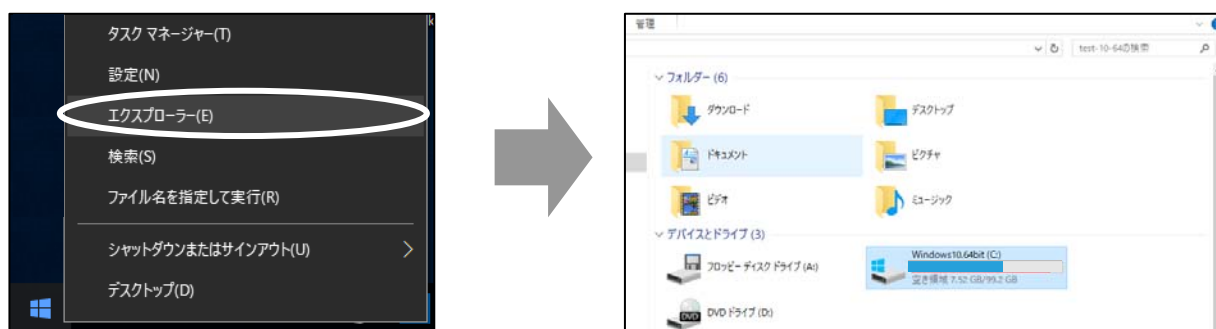 タスク マネージャー(T)
設定(N)
エクスプローラー(E)
検索(S)
ファイル名を指定して実行(R)
シャットダウンまたはサインアウト(U)
デスクトップ(D)
k
管理
test-10-64の検索
フォルダー (6)
ダウンロード
デスクトップ
ドキュメント
ピクチャ
ビデオ
ミュージック
デバイスとドライブ (3)
フロッピー ディスク ドライブ (A:)
Windows10.64bit (C:)
空き領域 7.52 GB/99.2 GB
DVD
DVD ドライブ (D:)